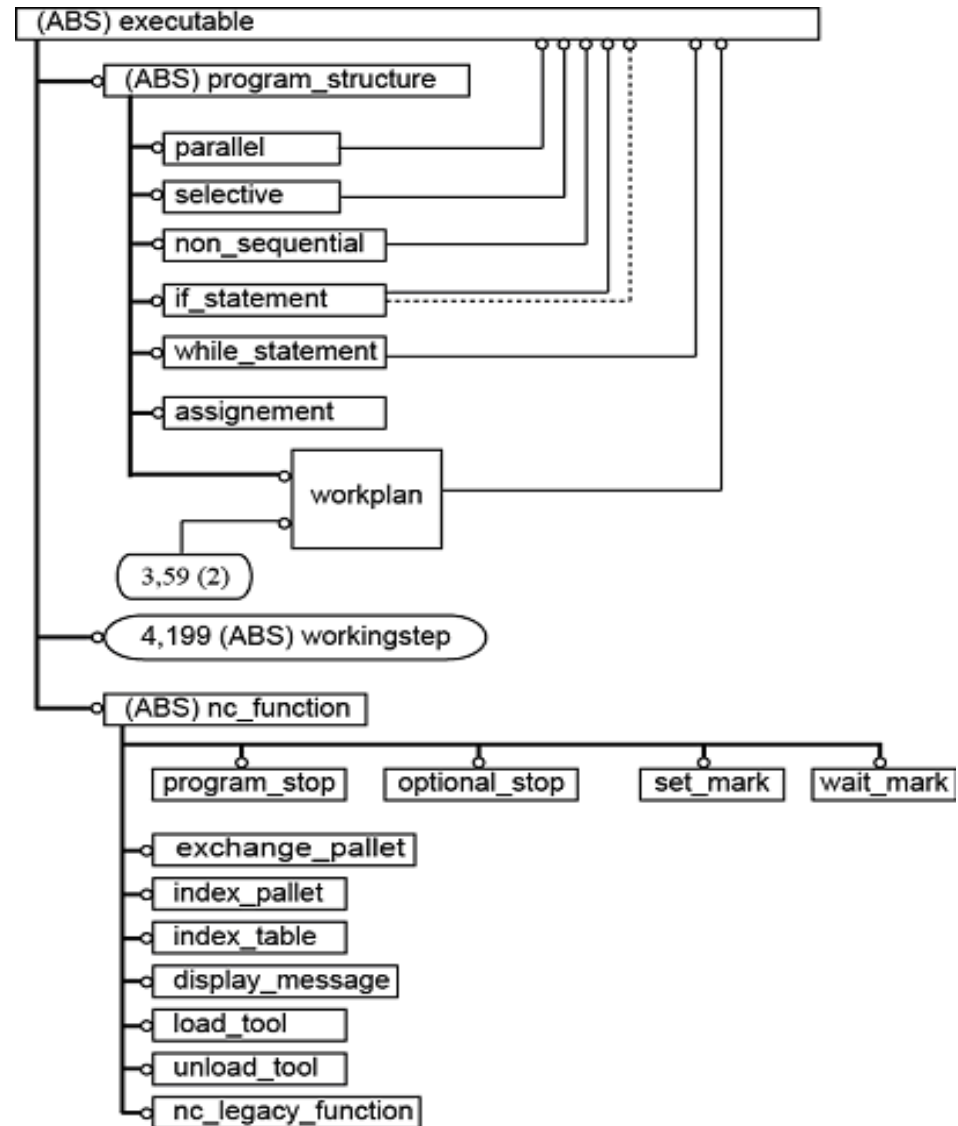 (ABS) executable
(ABS) program_structure
parallel
selective
non_sequential
if_statement
while_statement
assignement
workplan
3,59 (2)
4,199 (ABS) workingstep
(ABS) nc_function
program_stop optional_stop set_mark wait_mark
exchange_pallet
index_pallet
index_table
display_message
load_tool
unload_tool
nc_legacy_function